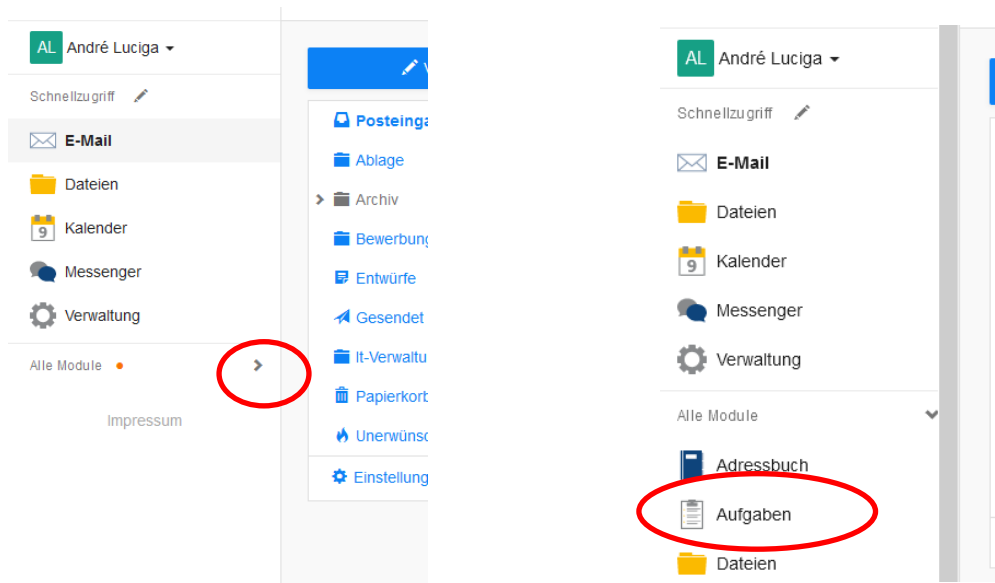 AL André Luciga
Schnellzugriff
E-Mail
Dateien
9 Kalender
Messenger
Verwaltung
Alle Module
Impressum
Ablage
Archiv
Entwürfe
Gesendet
AL André Luciga
Schnellzugriff
E-Mail
Dateien
9 Kalender
Messenger
Verwaltung
Alle Module
Adressbuch
Aufgaben
Dateien